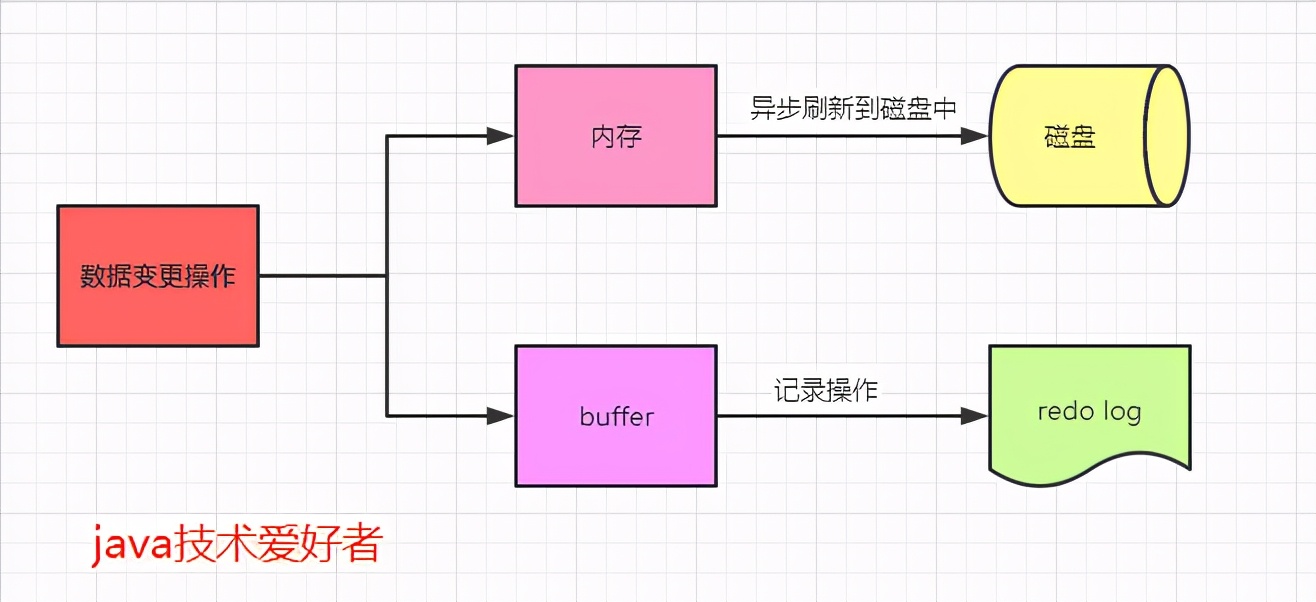 异步刷新到磁盘中
内存
磁盘
数据变更操作
记录操作
buffer
redo log
java技术爱好者